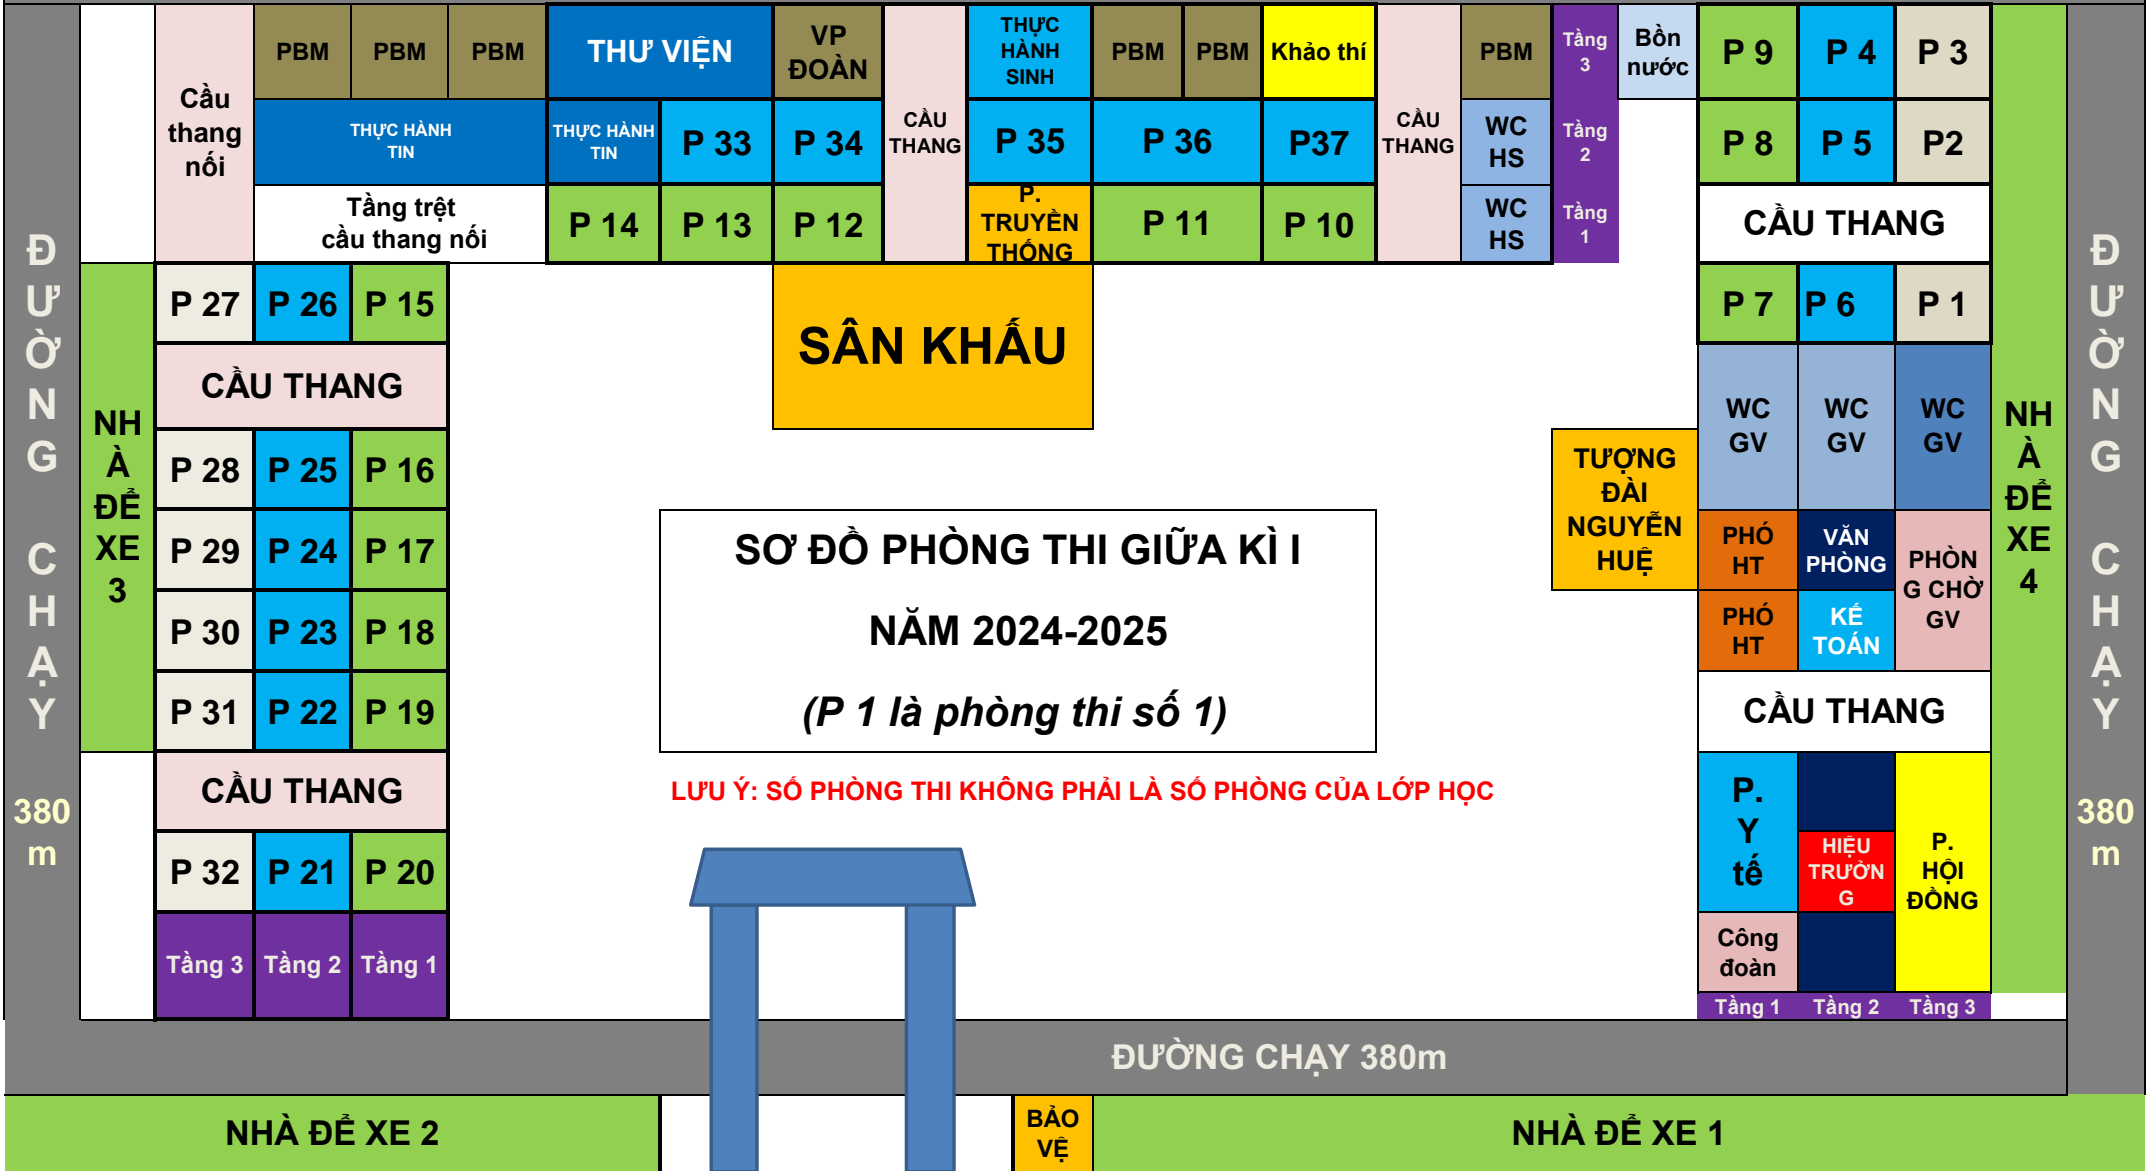 Cầu
thang
nối
PBM
PBM
PBM
THƯ VIỆN
VP
ĐOÀN
CẦU
THANG
THỰC
HÀNH
SINH
PBM
PBM
Khảo thí
CẦU
THANG
PBM
Tầng
3
Bồn
nước
P 9
P 4
P 3
THỰC HÀNH
TIN
THỰC HÀNH
TIN
P 33
P 34
P 35
P 36
P37
WC
HS
Tầng
2
P 8
P 5
P2
Tầng trệt
cầu thang nối
P 14
P 13
P 12
P.
TRUYỀN
THỐNG
P 11
P 10
WC
HS
Tầng
1
CẦU THANG
P 27
P 26
P 15
SÂN KHẤU
P 7
P 6
P 1
CẦU THANG
WC
GV
WC
GV
WC
GV
P 28
P 25
P 16
P 29
P 24
P 17
P 30
P 23
P 18
P 31
P 22
P 19
CẦU THANG
P 32
P 21
P 20
Tầng 3
Tầng 2
Tầng 1
ĐƯỜNG CHẠY
380
m
NH
À
ĐỂ
XE
3
SƠ ĐỒ PHÒNG THI GIỮA KÌ I
NĂM 2024-2025
(P 1 là phòng thi số 1)
LƯU Ý: SỐ PHÒNG THI KHÔNG PHẢI LÀ SỐ PHÒNG CỦA LỚP HỌC
TƯỢNG
ĐÀI
NGUYỄN
HUỆ
PHÓ
HT
VĂN
PHÒNG
PHÒN
G CHỜ
GV
PHÓ
HT
KẾ
TOÁN
CẦU THANG
P.
Y
tế
HIỆU
TRƯỞN
G
P.
HỘI
ĐỒNG
Công
đoàn
Tầng 1
Tầng 2
Tầng 3
NH
À
ĐỂ
XE
4
ĐƯỜNG CHẠY
380
m
ĐƯỜNG CHẠY 380m
NHÀ ĐỂ XE 2
BẢO
VỆ
NHÀ ĐỂ XE 1